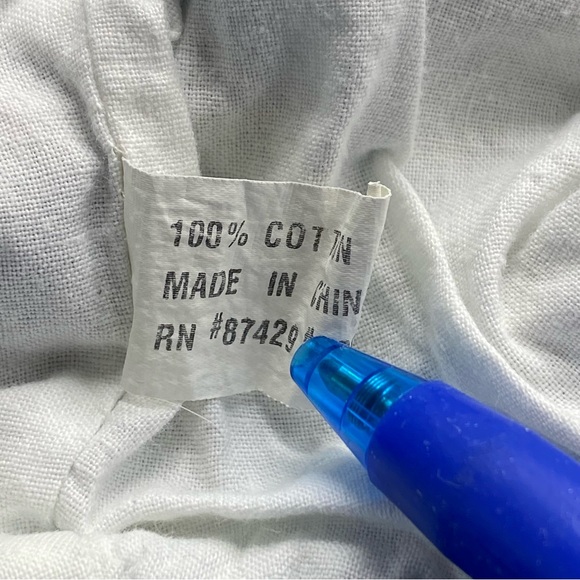 100% COTTON
MADE IN CHIN
RN #87429